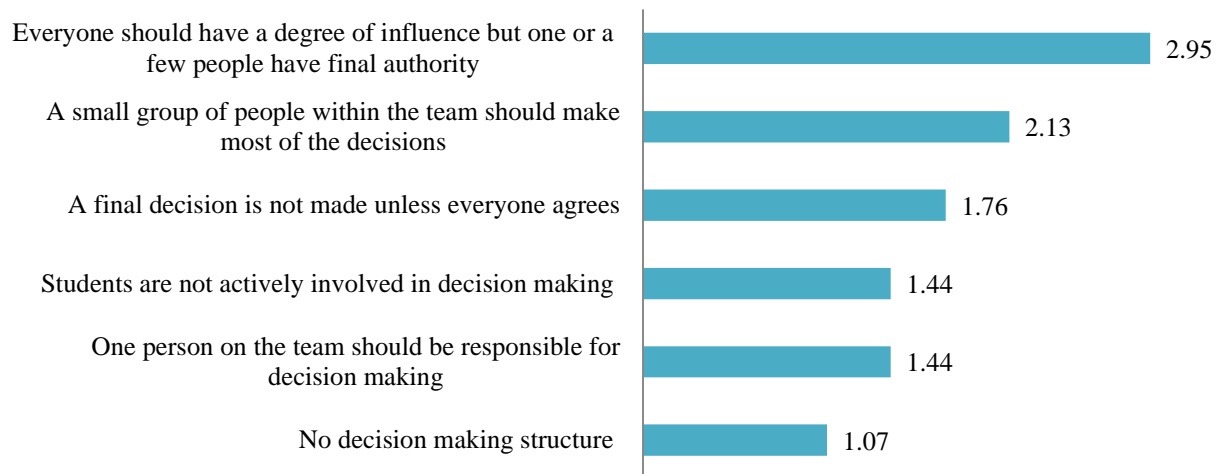 Everyone should have a degree of influence but one or a
few people have final authority
2.95
A small group of people within the team should make
most of the decisions
2.13
A final decision is not made unless everyone agrees
1.76
Students are not actively involved in decision making
1.44
One person on the team should be responsible for
decision making
1.44
No decision making structure
1.07